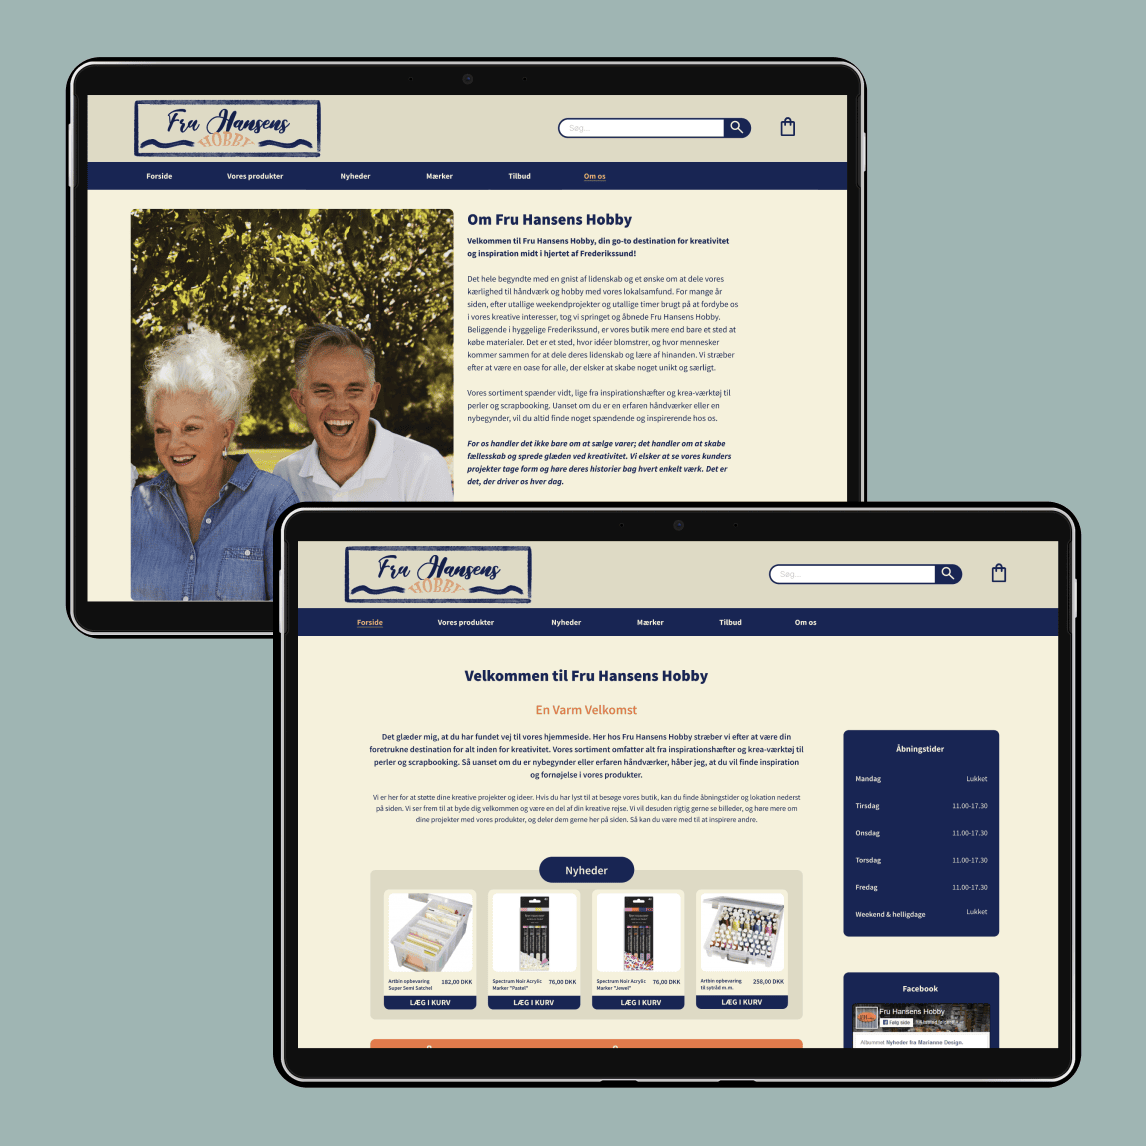 Fru Hansens
HOBBY
Søg...
Forside
Vores produkter
Nyheder
Mærker
Tilbud
Om os
Om Fru Hansens Hobby
Velkommen til Fru Hansens Hobby, din go-to destination for kreativitet
og inspiration midt i hjertet af Frederikssund!
Det hele begyndte med en gnist af lidenskab og et ønske om at dele vores
kærlighed til håndværk og hobby med vores lokalsamfund. For mange år
siden, efter utallige weekendprojekter og utallige timer brugt på at fordybe os
i vores kreative interesser, tog vi springet og åbnede Fru Hansens Hobby.
Beliggende i hyggelige Frederikssund, er vores butik mere end bare et sted at
købe materialer. Det er et sted, hvor idéer blomstrer, og hvor mennesker
kommer sammen for at dele deres lidenskab og lære af hinanden. Vi stræber
efter at være en oase for alle, der elsker at skabe noget unikt og særligt.
Vores sortiment spænder vidt, lige fra inspirationshæfter og krea-værktøj til
perler og scrapbooking. Uanset om du er en erfaren håndværker eller en
nybegynder, vil du altid finde noget spændende og inspirerende hos os.
For os handler det ikke bare om at sælge varer; det handler om at skabe
fællesskab og sprede glæden ved kreativitet. Vi elsker at se vores kunders
projekter tage form og høre deres historier bag hvert enkelt værk. Det er
det, der driver os hver dag.
Fru Hansens
HOBBY
Søg...
Forside
Vores produkter
Nyheder
Mærker
Tilbud
Om os
Velkommen til Fru Hansens Hobby
En Varm Velkomst
Det glæder mig, at du har fundet vej til vores hjemmeside. Her hos Fru Hansens Hobby stræber vi efter at være din
foretrukne destination for alt inden for kreativitet. Vores sortiment omfatter alt fra inspirationshæfter og krea-værktøj til
perler og scrapbooking. Så uanset om du er nybegynder eller erfaren håndværker, håber jeg, at du vil finde inspiration
og fornøjelse i vores produkter.
Vi er her for at støtte dine kreative projekter og ideer. Hvis du har lyst til at besøge vores butik, kan du finde åbningstider og lokation nederst
på siden. Vi ser frem til at byde dig velkommen og være en del af din kreative rejse. Vi vil desuden rigtig gerne se billeder, og høre mere om
dine projekter med vores produkter, og deler dem gerne her på siden. Så kan du være med til at inspirere andre.
Nyheder
Artbin opbevaring
Super Semi Satchel
182,00 DKK
LÆG I KURV
Spectrum Noir Acrylic
Marker "Pastel"
76,00 DKK
LÆG I KURV
Spectrum Noir Acrylic
Marker "Jewel"
76,00 DKK
LÆG I KURV
Artbin opbevaring
til sytråd m.m.
258,00 DKK
LÆG I KURV
Åbningstider
Mandag Lukket
Tirsdag 11.00-17.30
Onsdag 11.00-17.30
Torsdag 11.00-17.30
Fredag 11.00-17.30
Weekend & helligdage Lukket
Facebook
Fru Hansens Hobby
Følg side
Albummet Nyheder fra Marianne Design.